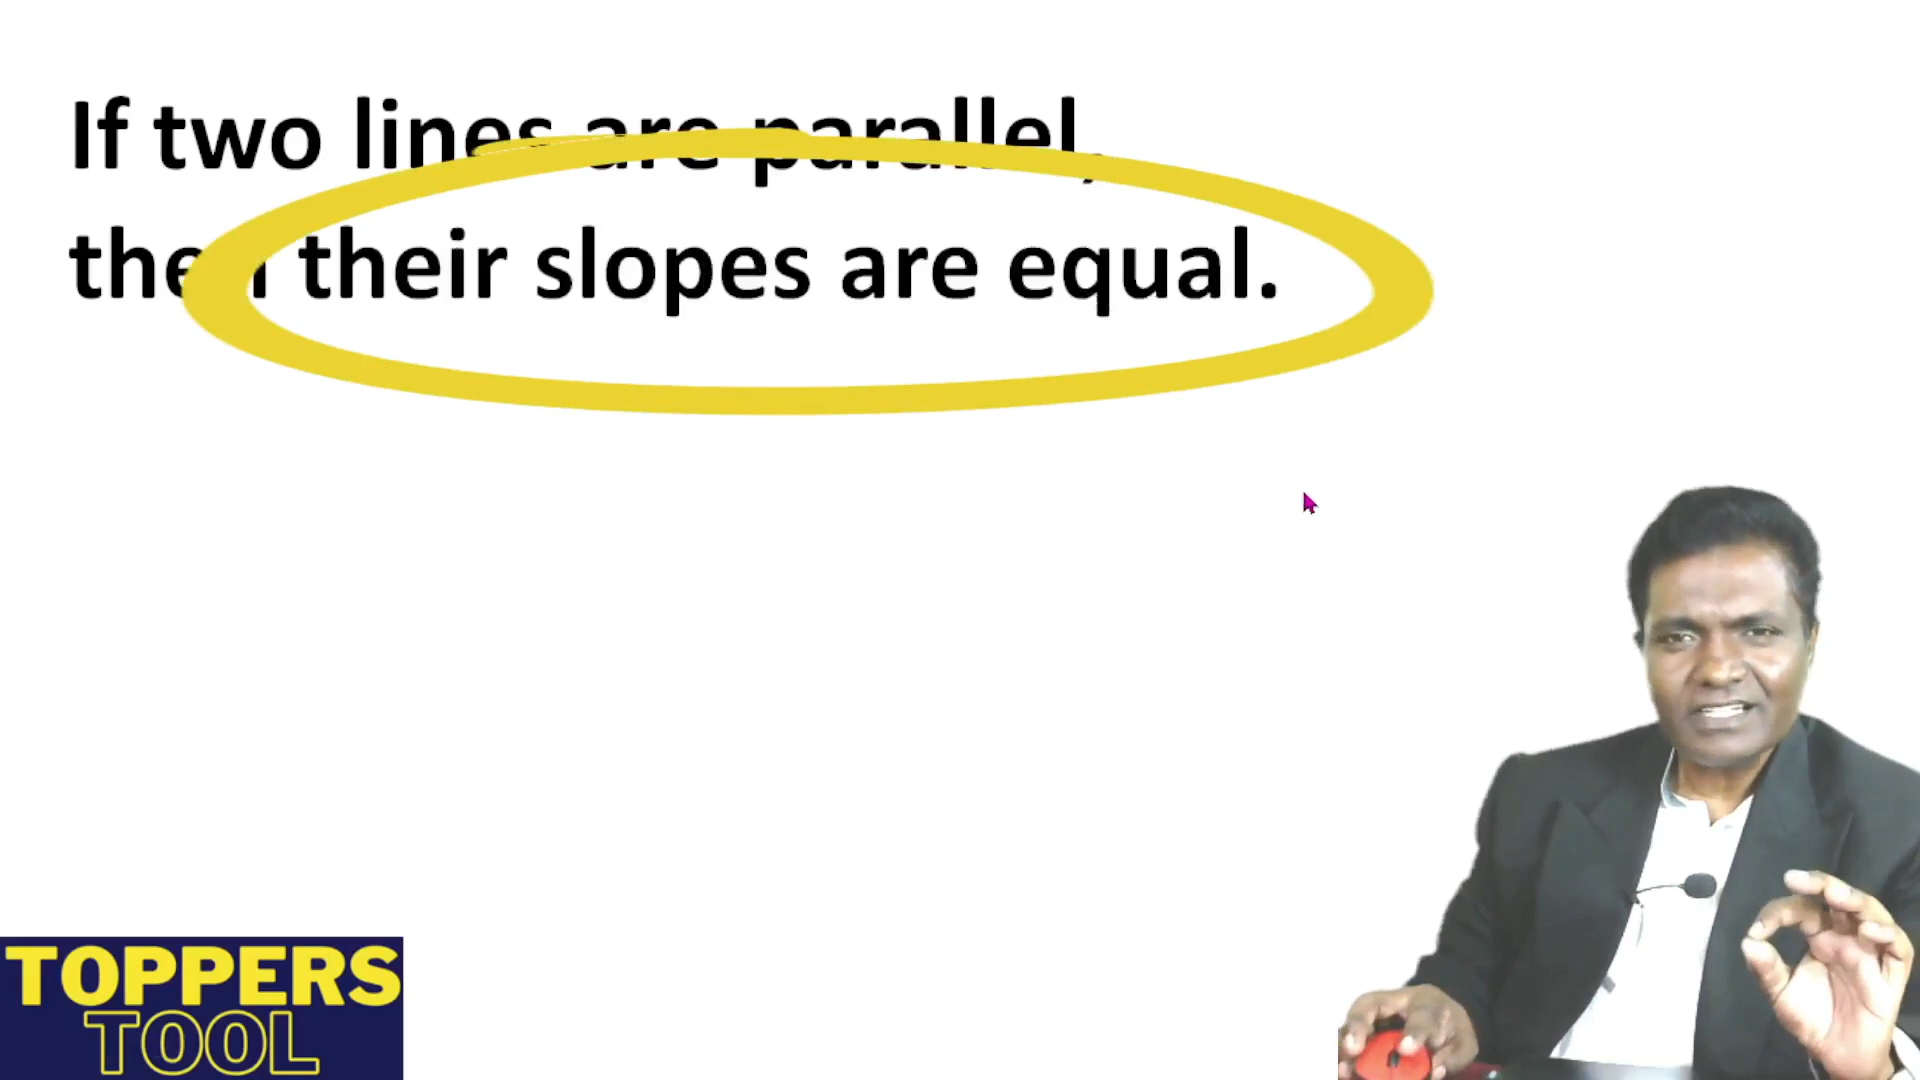 If two lines are parallel,
then their slopes are equal.
TOPPERS
TOOL